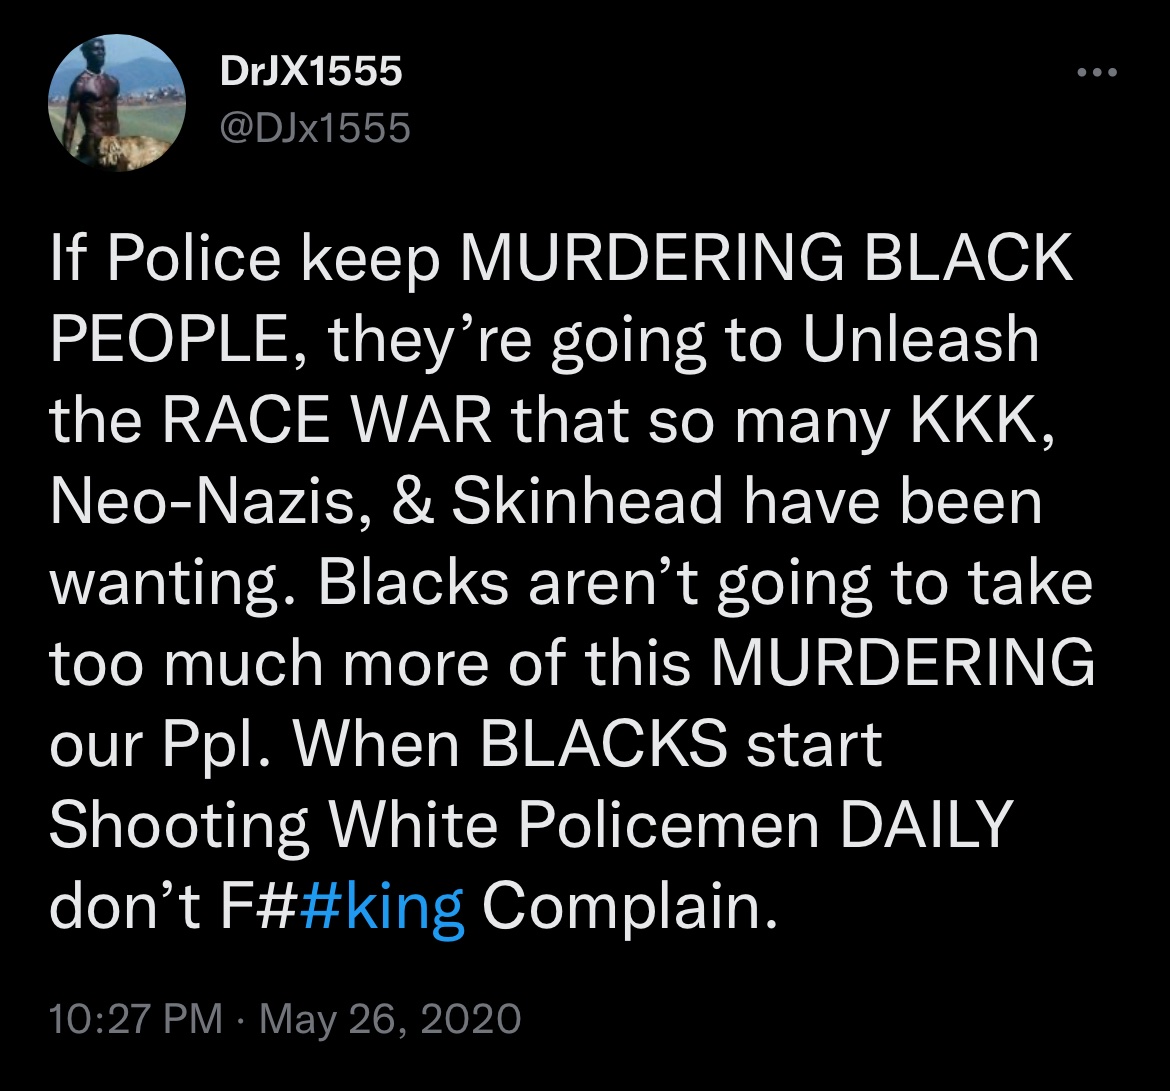 DrJX1555
@DJx1555
If Police keep MURDERING BLACK
PEOPLE, they’re going to Unleash
the RACE WAR that so many KKK,
Neo-Nazis, & Skinhead have been
wanting. Blacks aren’t going to take
too much more of this MURDERING
our Ppl. When BLACKS start
Shooting White Policemen DAILY
don’t F##king Complain.
10:27 PM · May 26, 2020